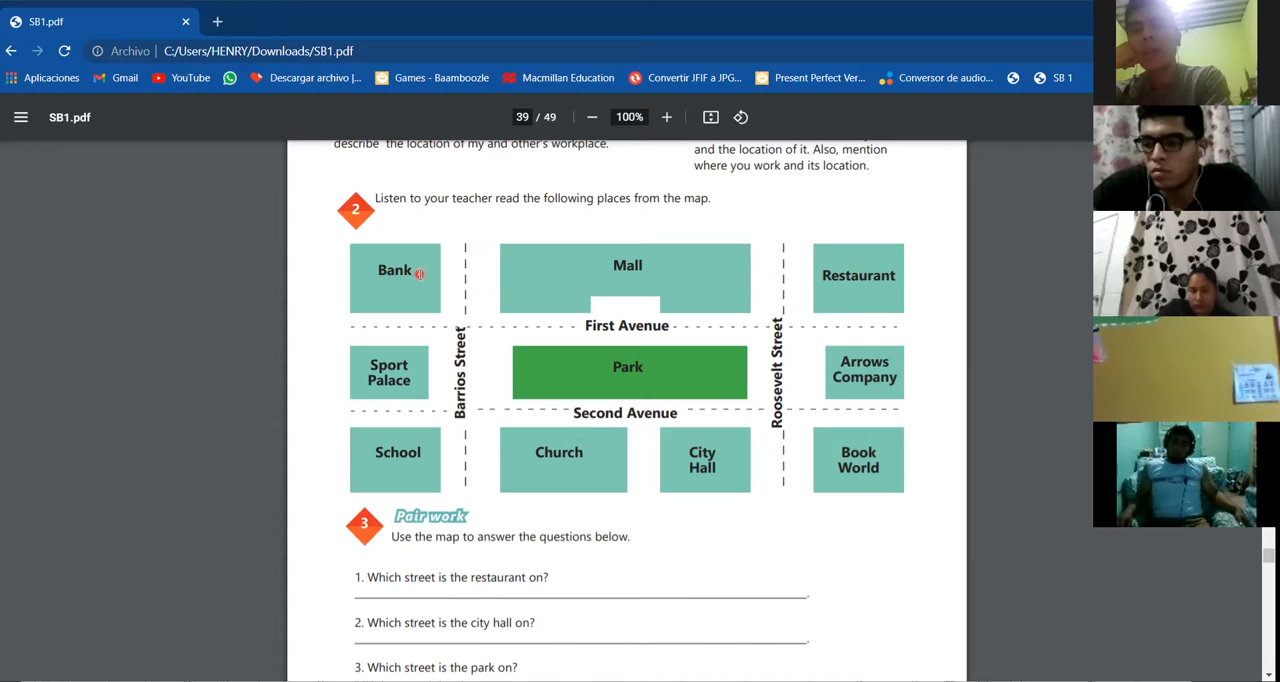 SB1.pdf
Archivo C:/Users/HENRY/Downloads/SB1.pdf
Aplicaciones Gmail YouTube Descargar archivo |... Games - Baamboozle Macmillan Education Convertir JFIF a JPG... Present Perfect Ver... Conversor de audio... SB 1
SB1.pdf 39 / 49 100%
describe the location of my and other's workplace.
and the location of it. Also, mention
where you work and its location.
2 Listen to your teacher read the following places from the map.
Bank
Mall
Restaurant
First Avenue
Sport
Palace
Barrios Street
Park
Roosevelt Street
Arrows
Company
Second Avenue
School
Church
City
Hall
Book
World
3 Pair work
Use the map to answer the questions below.
1. Which street is the restaurant on?
2. Which street is the city hall on?
3. Which street is the park on?